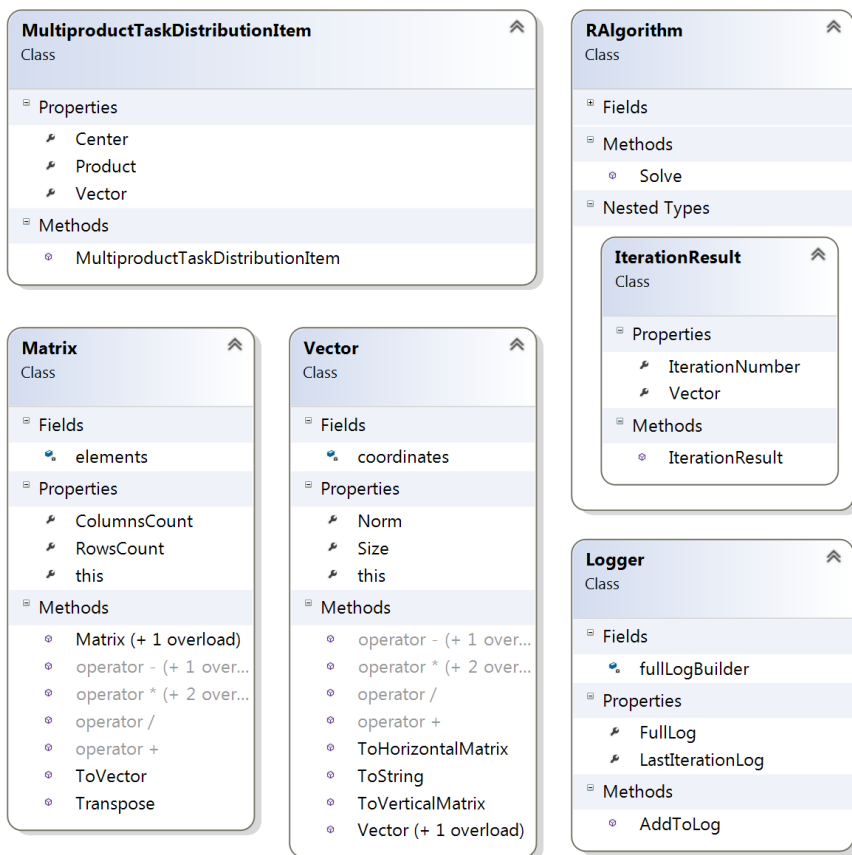 MultiproductTaskDistributionItem
Class
Properties
Center
Product
Vector
Methods
MultiproductTaskDistributionItem
RAlgorithm
Class
Fields
Methods
Solve
Nested Types
IterationResult
Class
Properties
IterationNumber
Vector
Methods
IterationResult
Matrix
Class
Fields
elements
Properties
ColumnsCount
RowsCount
this
Methods
Matrix (+ 1 overload)
operator - (+ 1 over...
operator * (+ 2 over...
operator /
operator +
ToVector
Transpose
Vector
Class
Fields
coordinates
Properties
Norm
Size
this
Methods
operator - (+ 1 over...
operator * (+ 2 over...
operator /
operator +
ToHorizontalMatrix
ToString
ToVerticalMatrix
Vector (+ 1 overload)
Logger
Class
Fields
fullLogBuilder
Properties
FullLog
LastIterationLog
Methods
AddToLog